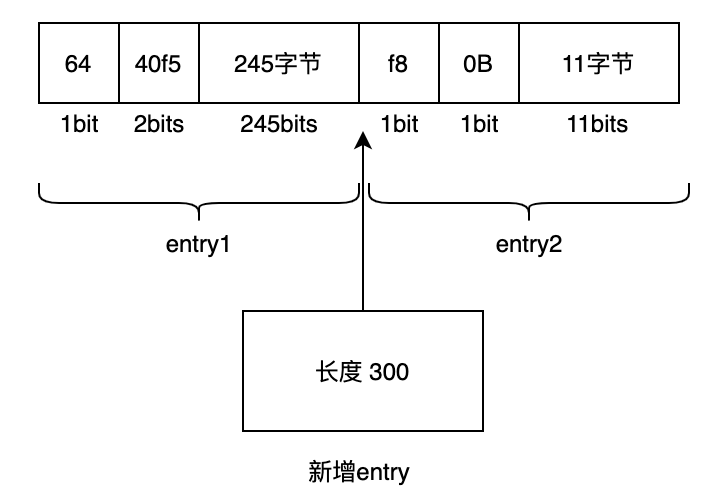 64 40f5 245字节 f8 0B 11字节
1bit 2bits 245bits 1bit 1bit 11bits
entry1 entry2
长度 300
新增entry